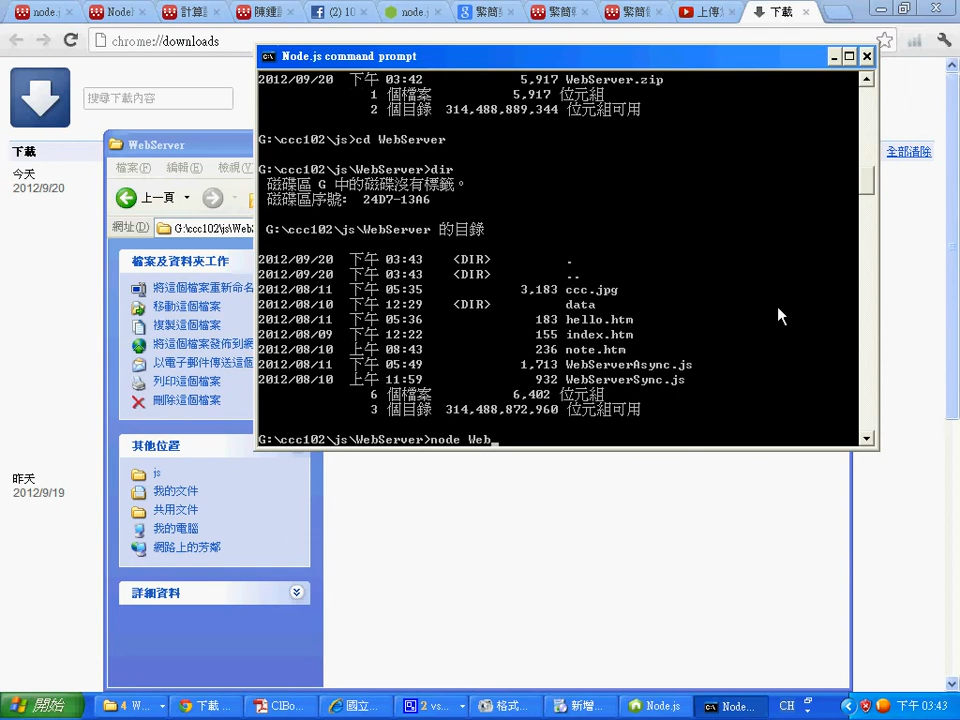 node.j
Node
計算
陳鍾
(2) 10
node.j
繁簡
繁簡
繁簡
上傳
下載
chrome://downloads
搜尋下載內容
下載
全部清除
今天
2012/9/20
昨天
2012/9/19
WebServer
檔案(F) 編輯(E) 檢視(V)
上一頁
網址(D) G:\ccc102\js\WebS
檔案及資料夾工作
將這個檔案重新命名
移動這個檔案
複製這個檔案
將這個檔案發佈到網
以電子郵件傳送這個
列印這個檔案
刪除這個檔案
其他位置
js
我的文件
共用文件
我的電腦
網路上的芳鄰
詳細資料
Node.js command prompt
2012/09/20 下午 03:42 5,917 WebServer.zip
1 個檔案 5,917 位元組
2 個目錄 314,488,889,344 位元組可用
G:\ccc102\js>cd WebServer
G:\ccc102\js\WebServer>dir
磁碟區 G 中的磁碟沒有標籤。
磁碟區序號: 24D7-13A6
G:\ccc102\js\WebServer 的目錄
2012/09/20 下午 03:43 <DIR> .
2012/09/20 下午 03:43 <DIR> ..
2012/08/11 下午 05:35 3,183 ccc.jpg
2012/08/10 下午 12:29 <DIR> data
2012/08/11 下午 05:36 183 hello.htm
2012/08/09 下午 12:22 155 index.htm
2012/08/10 上午 08:43 236 note.htm
2012/08/11 下午 05:49 1,713 WebServerAsync.js
2012/08/10 上午 11:59 932 WebServerSync.js
6 個檔案 6,402 位元組
3 個目錄 314,488,872,960 位元組可用
G:\ccc102\js\WebServer>node Web_
開始
4 W...
下載 ...
CIBo...
國立...
2 vs...
格式...
新增...
Node.js
Node...
CH
下午 03:43